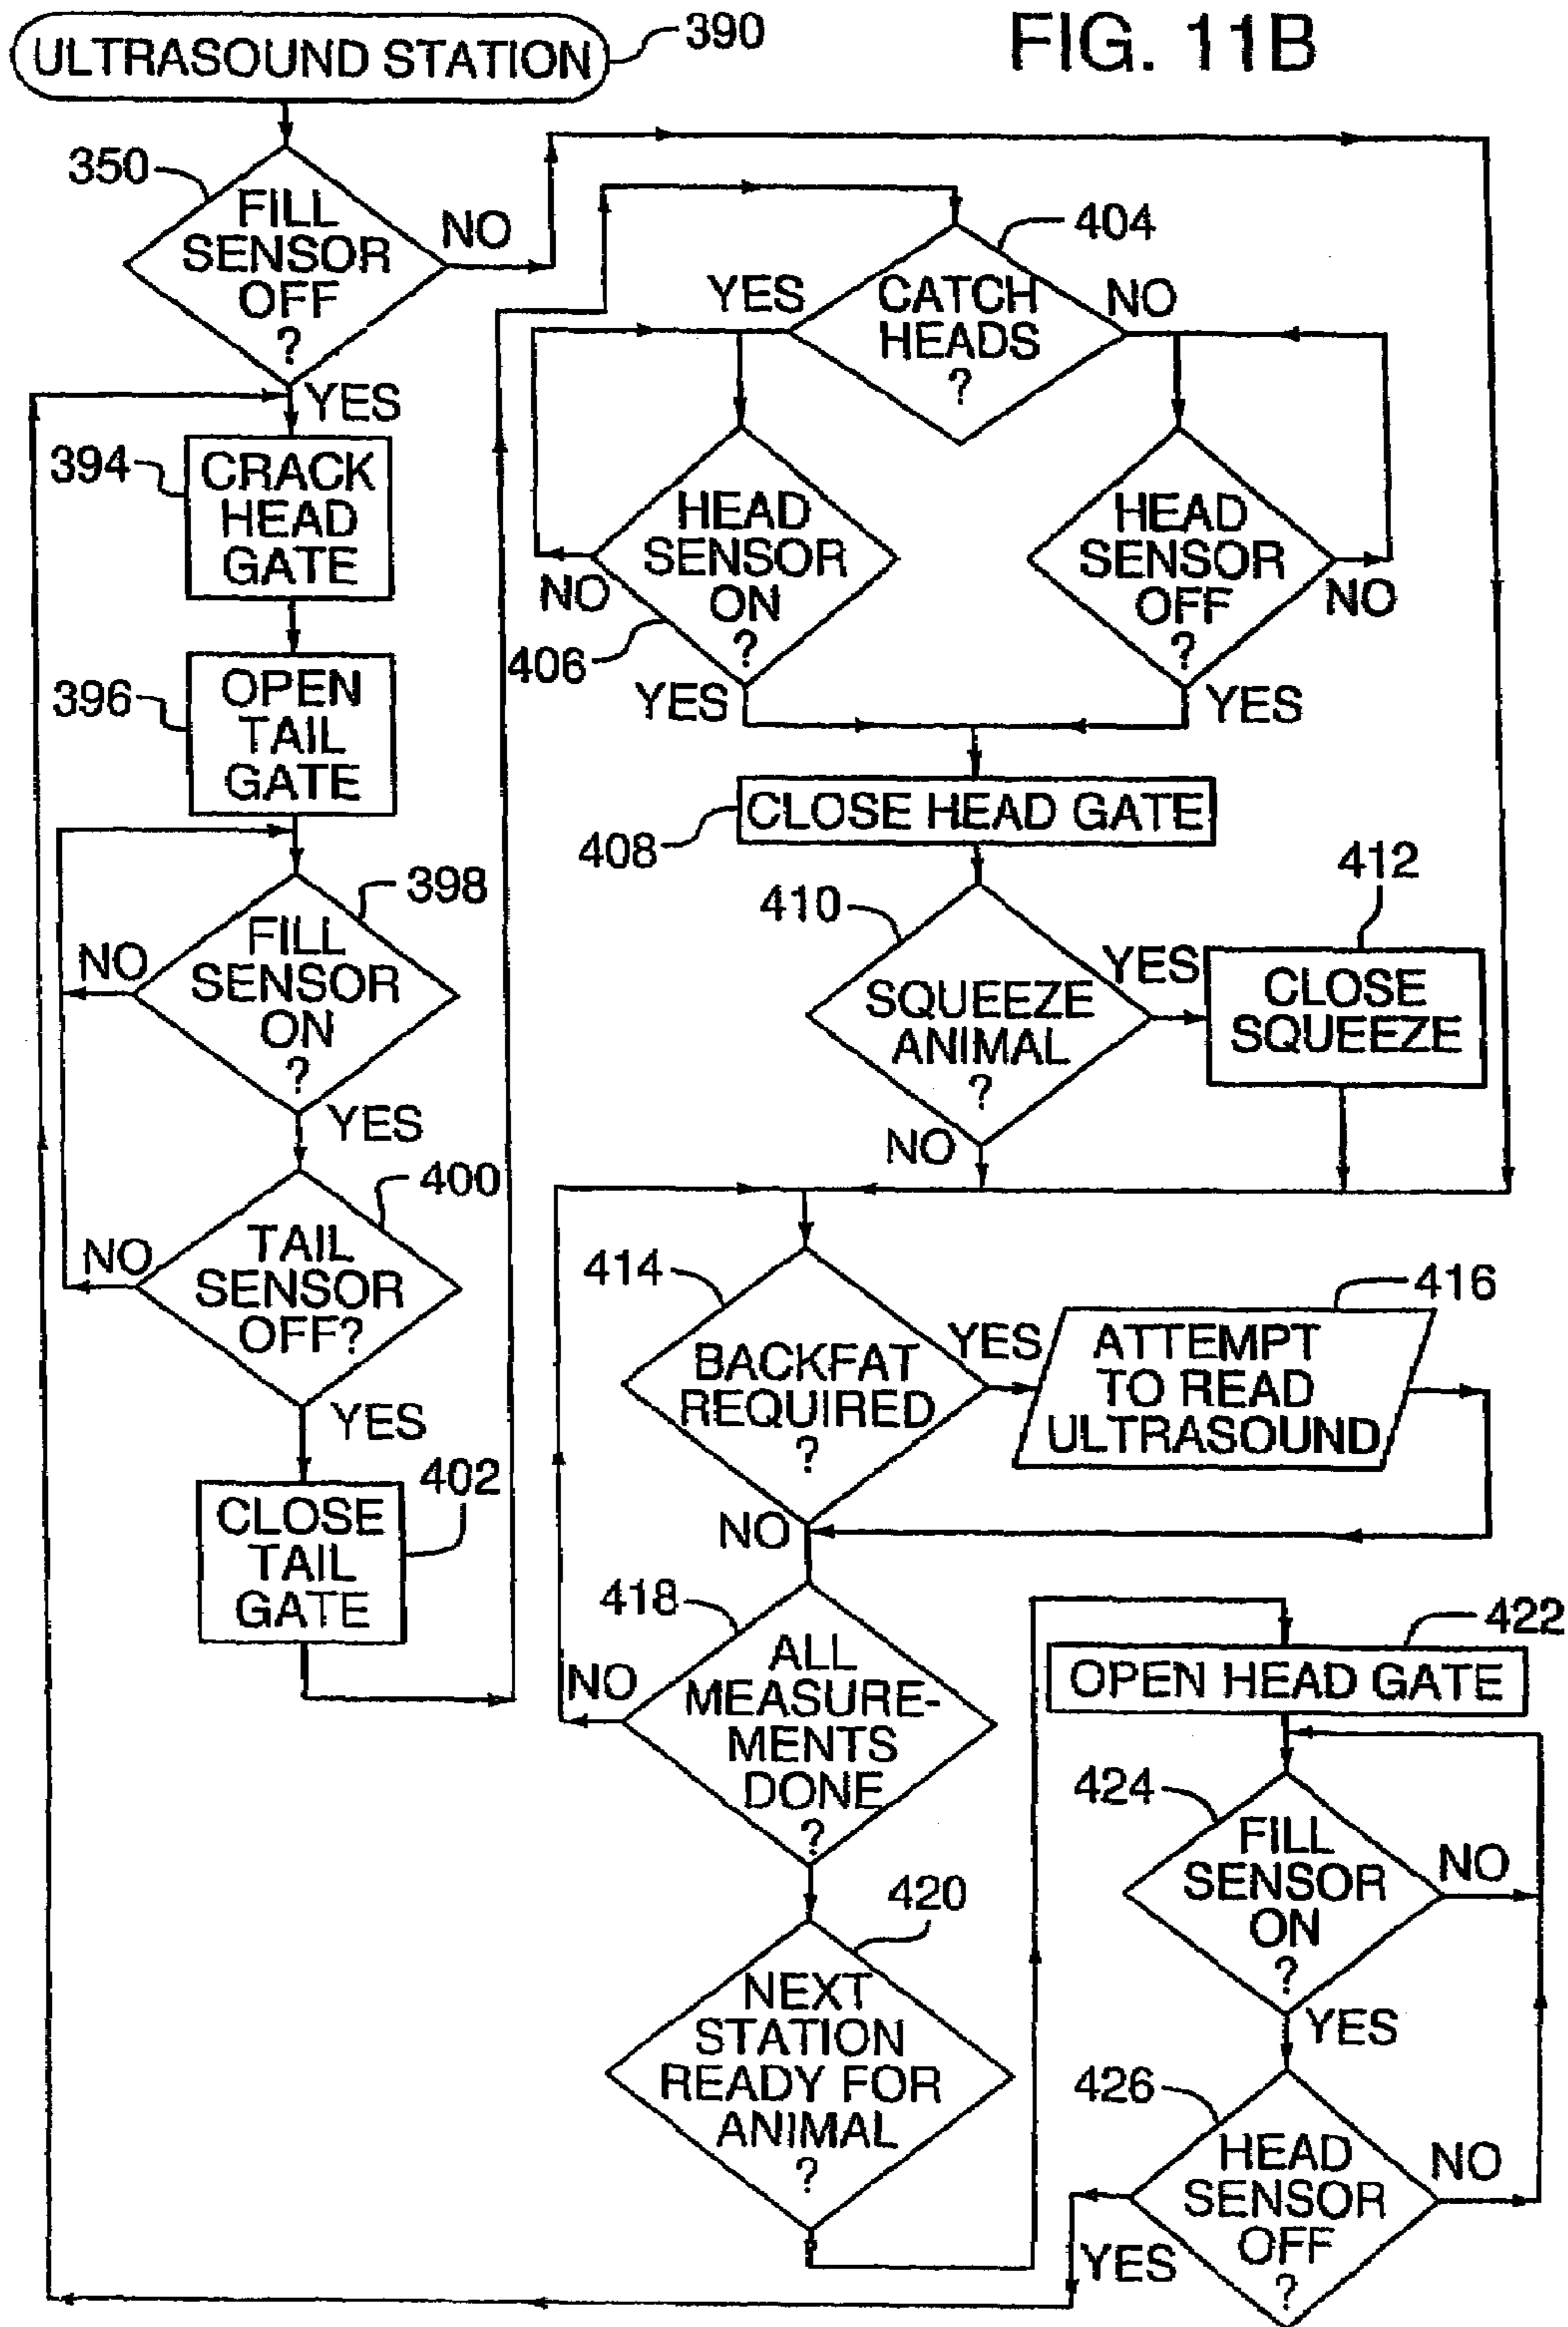 FIG. 11B
ULTRASOUND STATION
390
350
FILL
SENSOR
OFF
?
NO
YES
394
CRACK
HEAD
GATE
396
OPEN
TAIL
GATE
398
FILL
SENSOR
ON
?
NO
YES
400
TAIL
SENSOR
OFF?
NO
YES
402
CLOSE
TAIL
GATE
404
CATCH
HEADS
?
YES
NO
HEAD
SENSOR
ON
?
NO
406
YES
HEAD
SENSOR
OFF
?
NO
YES
CLOSE HEAD GATE
408
410
SQUEEZE
ANIMAL
?
YES
NO
412
CLOSE
SQUEEZE
414
BACKFAT
REQUIRED
?
YES
NO
416
ATTEMPT
TO READ
ULTRASOUND
418
ALL
MEASURE-
MENTS
DONE
?
NO
420
NEXT
STATION
READY FOR
ANIMAL
?
422
OPEN HEAD GATE
424
FILL
SENSOR
ON
?
NO
YES
426
HEAD
SENSOR
OFF
?
NO
YES